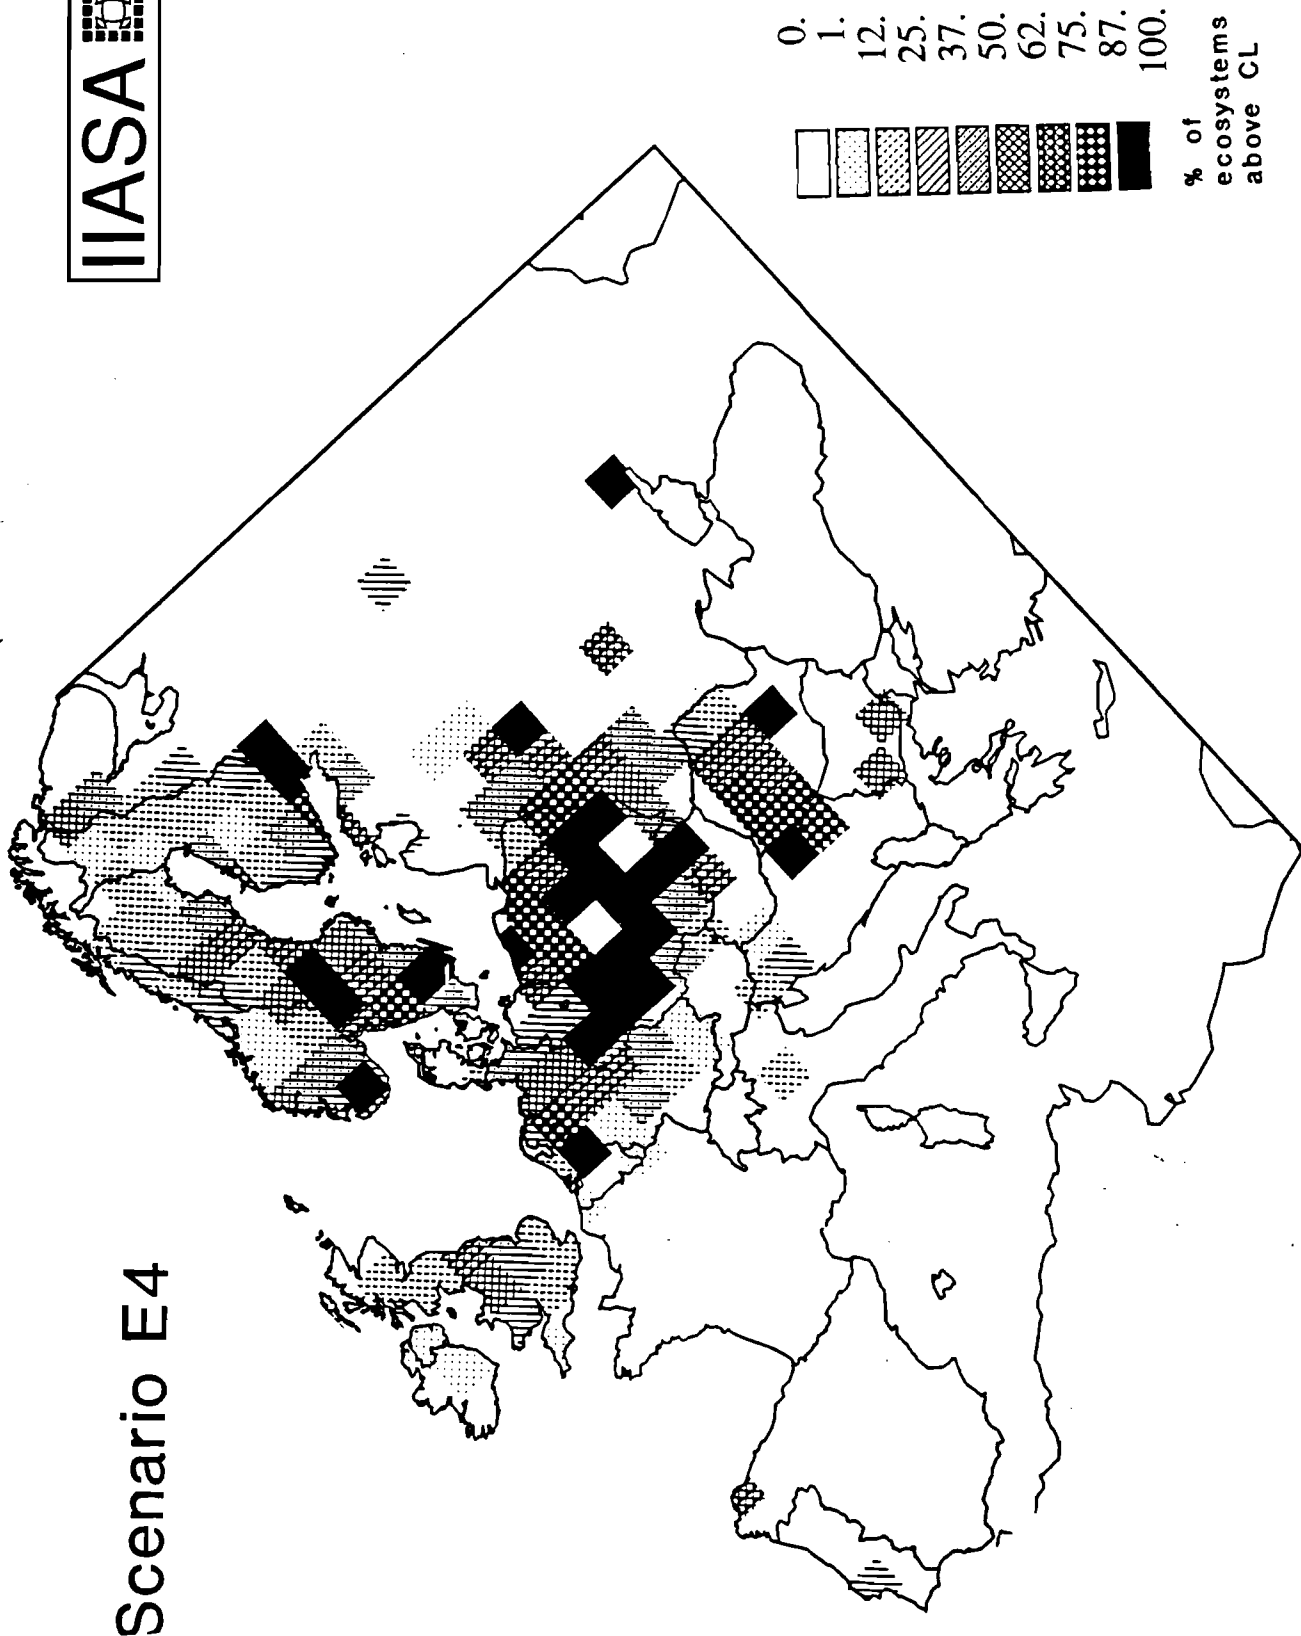 Scenario E4
IIASA
0.
1.
12.
25.
37.
50.
62.
75.
87.
100.
% of
ecosystems
above CL